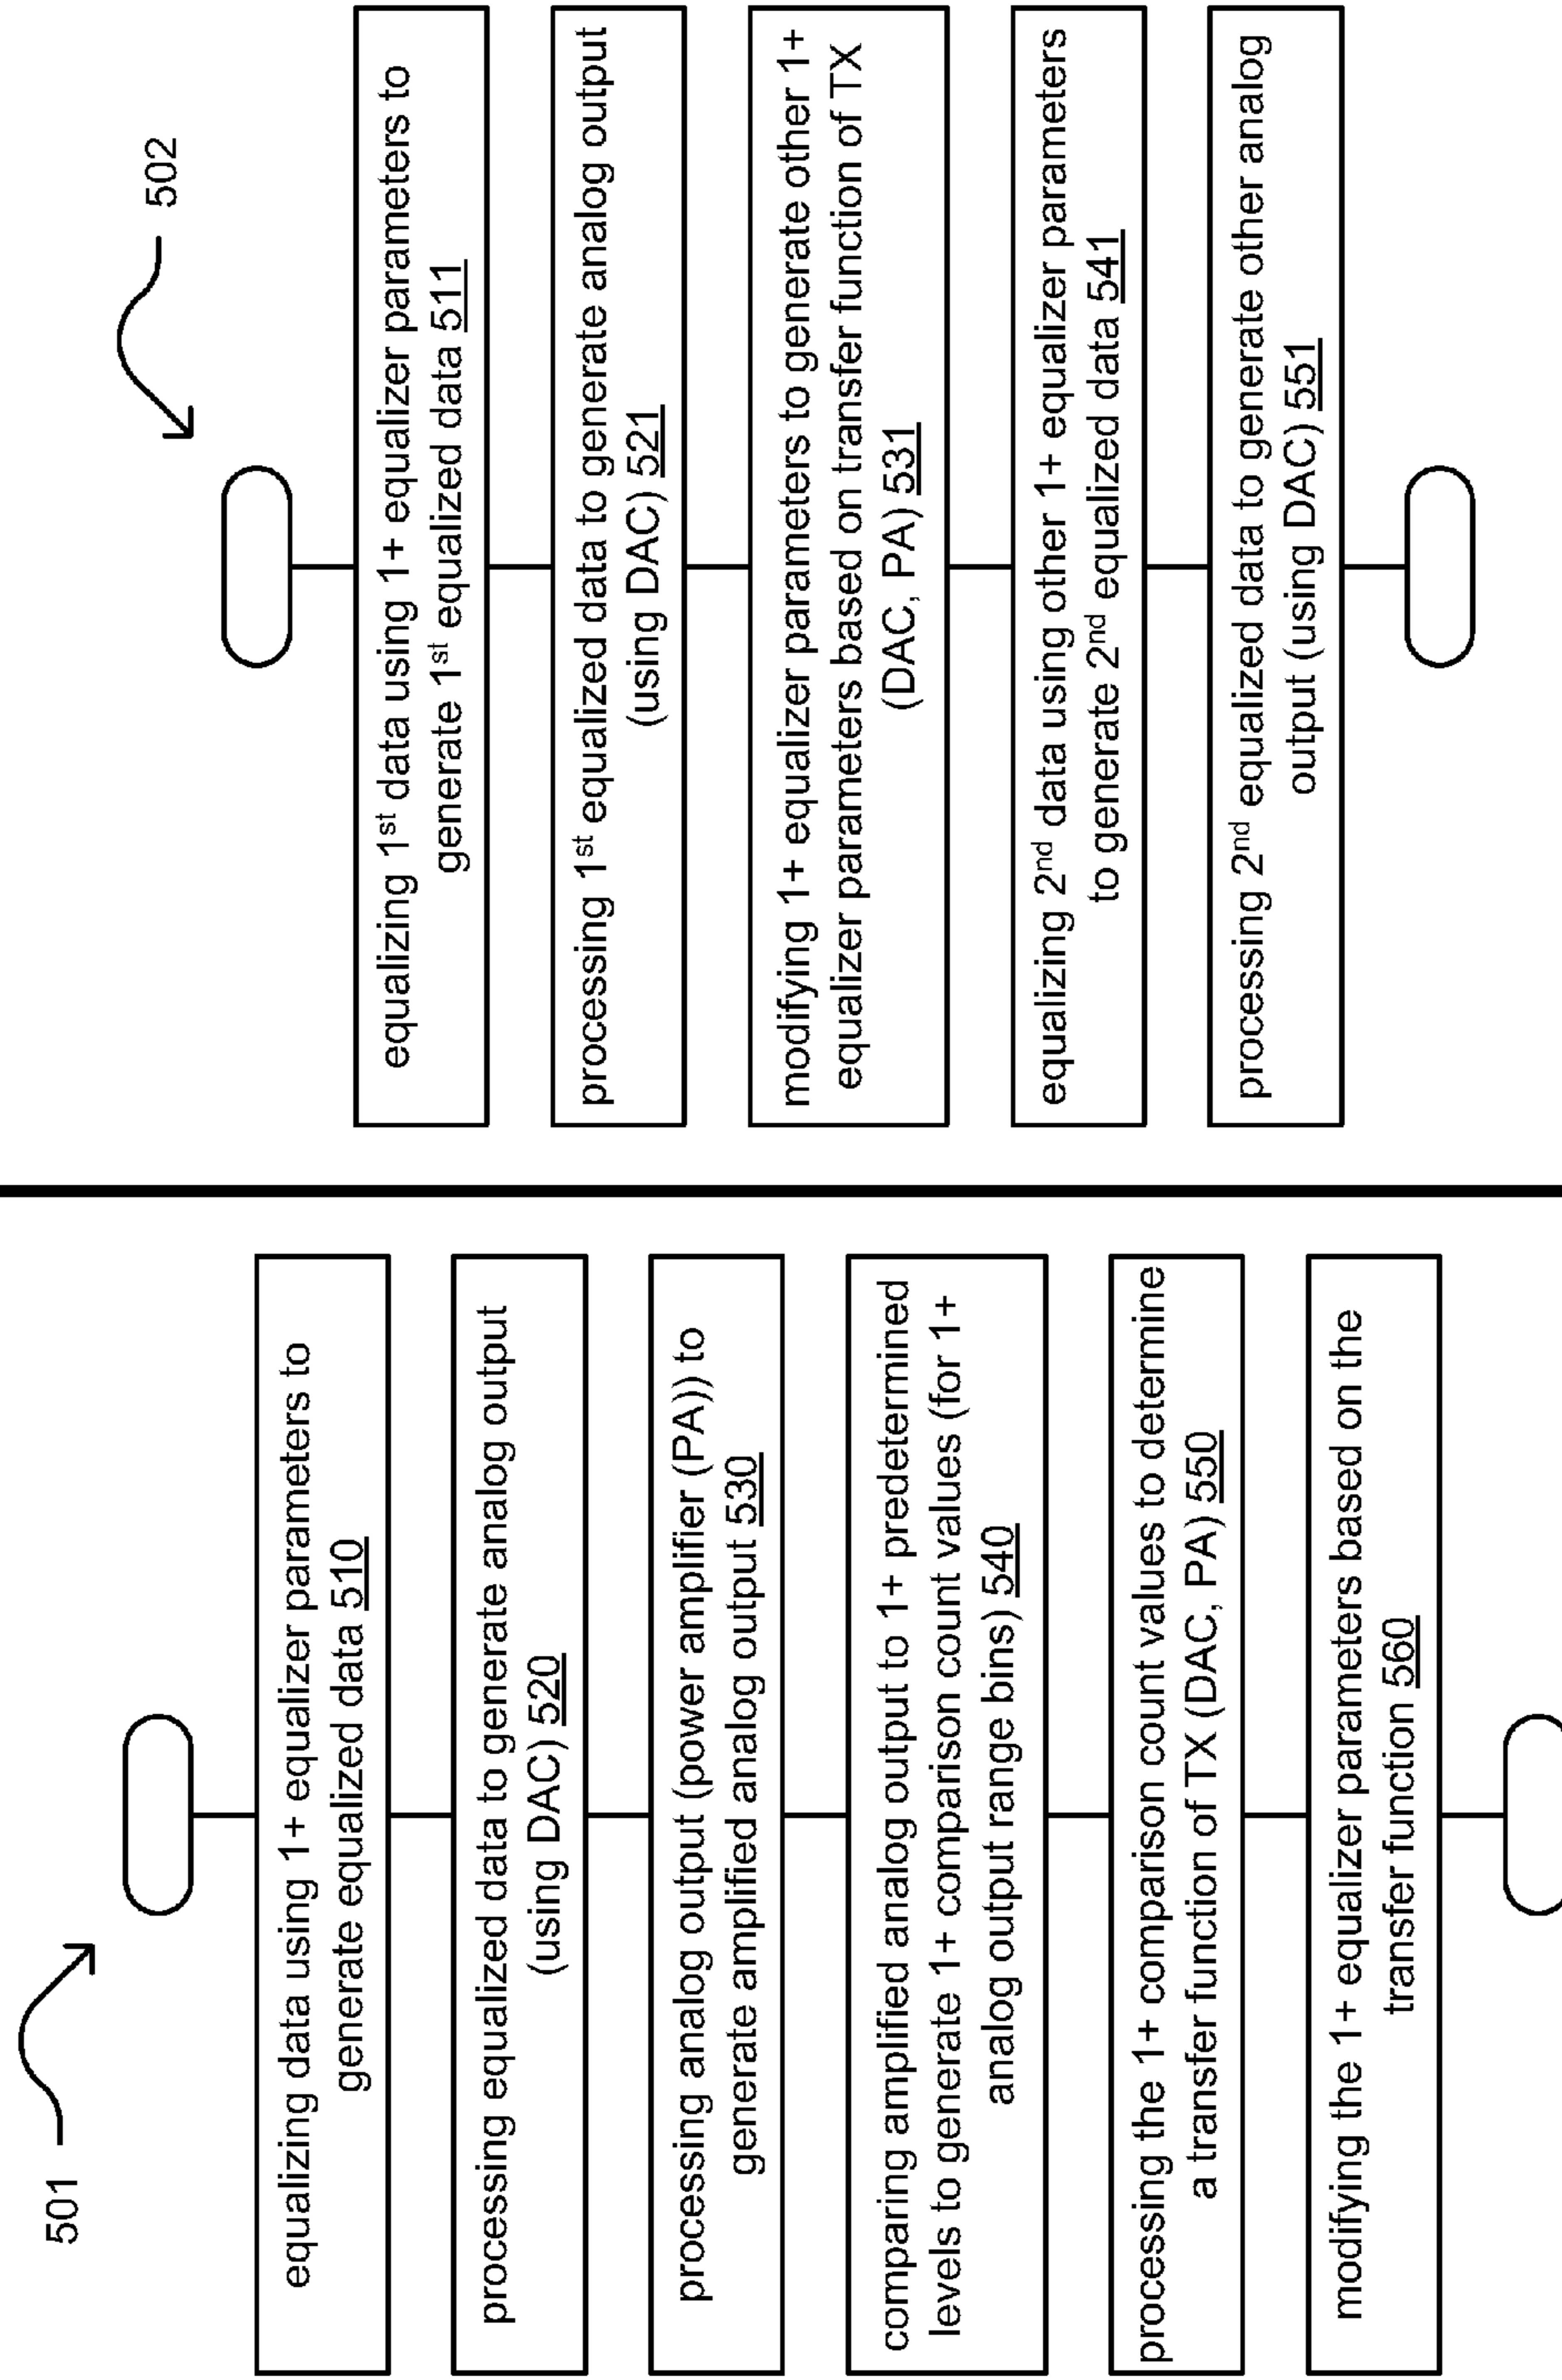 501
equalizing data using 1+ equalizer parameters to
generate equalized data 510
processing equalized data to generate analog output
(using DAC) 520
processing analog output (power amplifier (PA)) to
generate amplified analog output 530
comparing amplified analog output to 1+ predetermined
levels to generate 1+ comparison count values (for 1+
analog output range bins) 540
processing the 1+ comparison count values to determine
a transfer function of TX (DAC, PA) 550
modifying the 1+ equalizer parameters based on the
transfer function 560
502
equalizing 1st data using 1+ equalizer parameters to
generate 1st equalized data 511
processing 1st equalized data to generate analog output
(using DAC) 521
modifying 1+ equalizer parameters to generate other 1+
equalizer parameters based on transfer function of TX
(DAC, PA) 531
equalizing 2nd data using other 1+ equalizer parameters
to generate 2nd equalized data 541
processing 2nd equalized data to generate other analog
output (using DAC) 551